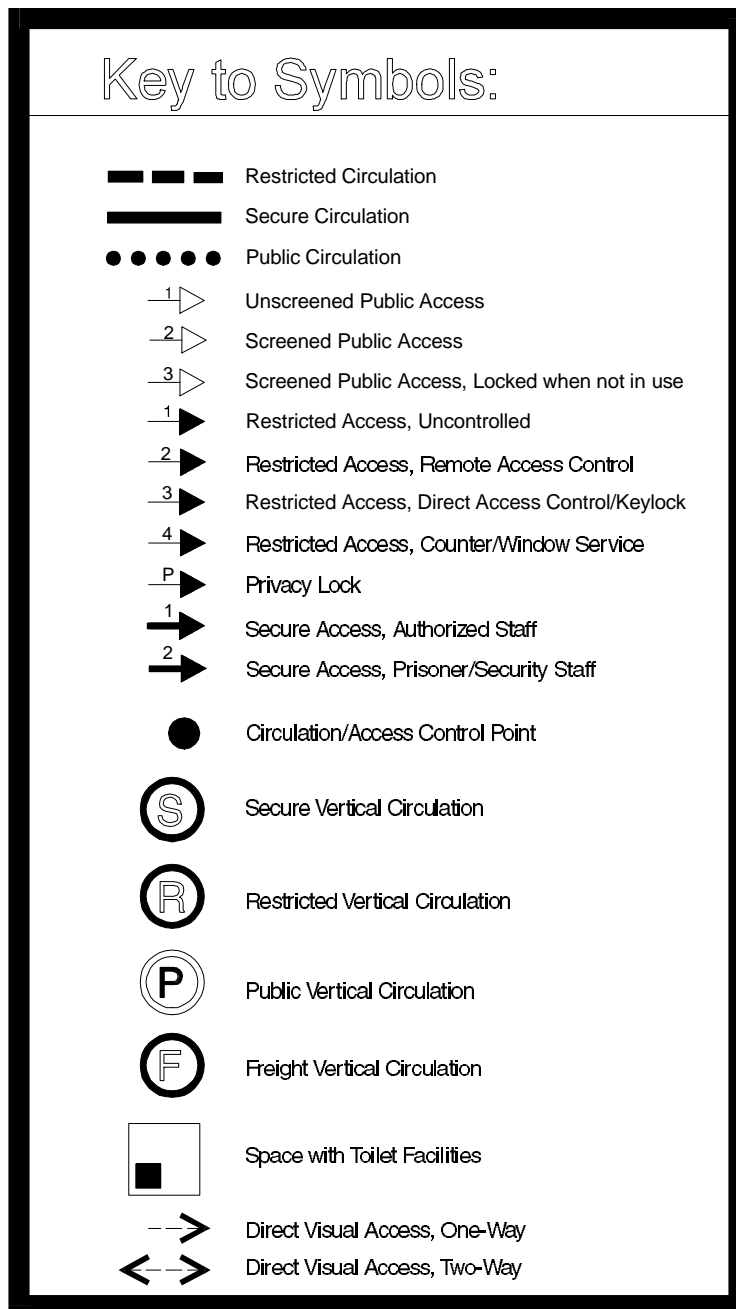 Key to Symbols:
Restricted Circulation
Secure Circulation
Public Circulation
1 Unscreened Public Access
2 Screened Public Access
3 Screened Public Access, Locked when not in use
1 Restricted Access, Uncontrolled
2 Restricted Access, Remote Access Control
3 Restricted Access, Direct Access Control/Keylock
4 Restricted Access, Counter/Window Service
P Privacy Lock
1 Secure Access, Authorized Staff
2 Secure Access, Prisoner/Security Staff
Circulation/Access Control Point
S Secure Vertical Circulation
R Restricted Vertical Circulation
P Public Vertical Circulation
F Freight Vertical Circulation
Space with Toilet Facilities
Direct Visual Access, One-Way
Direct Visual Access, Two-Way